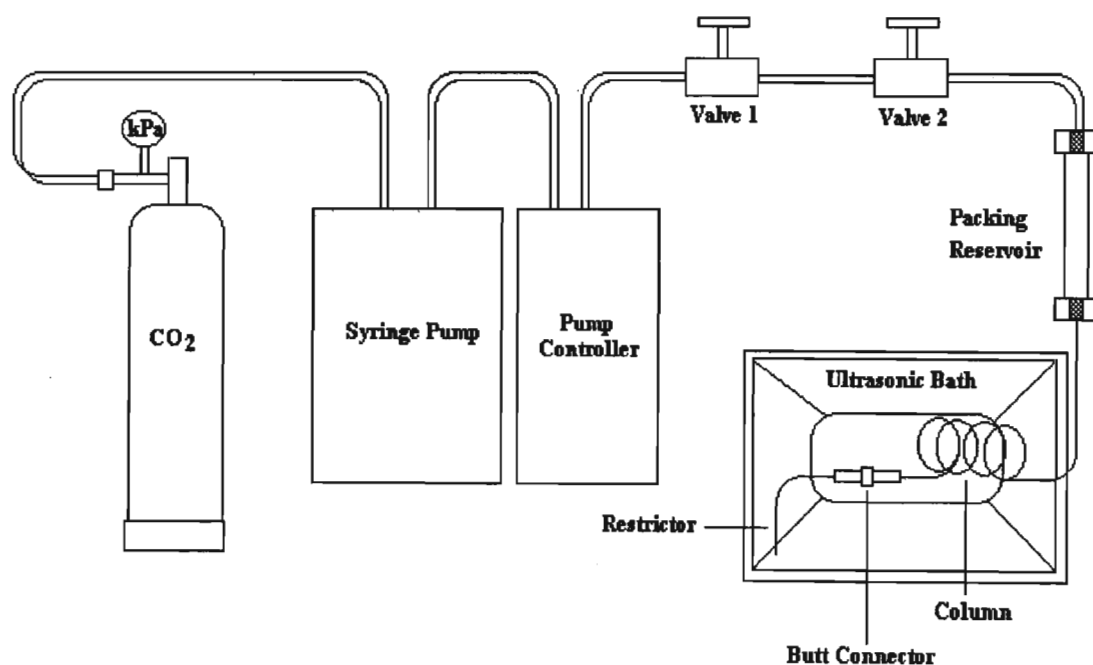 kPa
Valve 1
Valve 2
Packing
Reservoir
CO2
Syringe Pump
Pump
Controller
Ultrasonic Bath
Restrictor
Column
Butt Connector